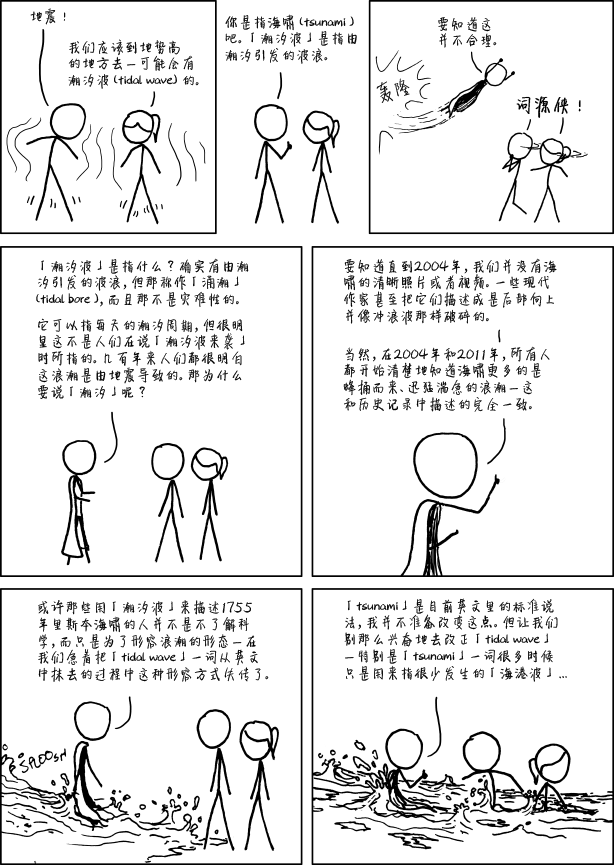 地震！
我们应该到地势高
的地方去—可能会有
潮汐波(tidal wave)的。
你是指海啸(tsunami)
吧。「潮汐波」是指由
潮汐引发的波浪。
要知道这
并不合理。
轰隆
词源侠！
「潮汐波」是指什么？确实有由潮
汐引发的波浪，但那称作「涌潮」
(tidal bore)，而且那不是灾难性的。
它可以指每天的潮汐周期，但很明
显这不是人们在说「潮汐波来袭」
时所指的。几百年来人们都很明白
这浪潮是由地震导致的。那为什么
要说「潮汐」呢？
要知道直到2004年，我们并没有海
啸的清晰照片或者视频。一些现代
作家甚至把它们描述成是后部向上
并像冲浪波那样破碎的。
当然，在2004年和2011年，所有人
都开始清楚地知道海啸更多的是
蜂捅而来、迅猛湍急的浪潮—这
和历史记录中描述的完全一致。
或许那些用「潮汐波」来描述1755
年里斯本海啸的人并不是不了解科
学，而只是为了形容浪潮的形态—在
我们急着把「tidal wave」一词从英文
中抹去的过程中这种形容方式失传了。
SPLOOSH
「tsunami」是目前英文里的标准说
法，我并不准备改变这点。但让我们
别那么兴奋地去改正「tidal wave」
—特别是「tsunami」一词很多时候
只是用来指很少发生的「海港波」...